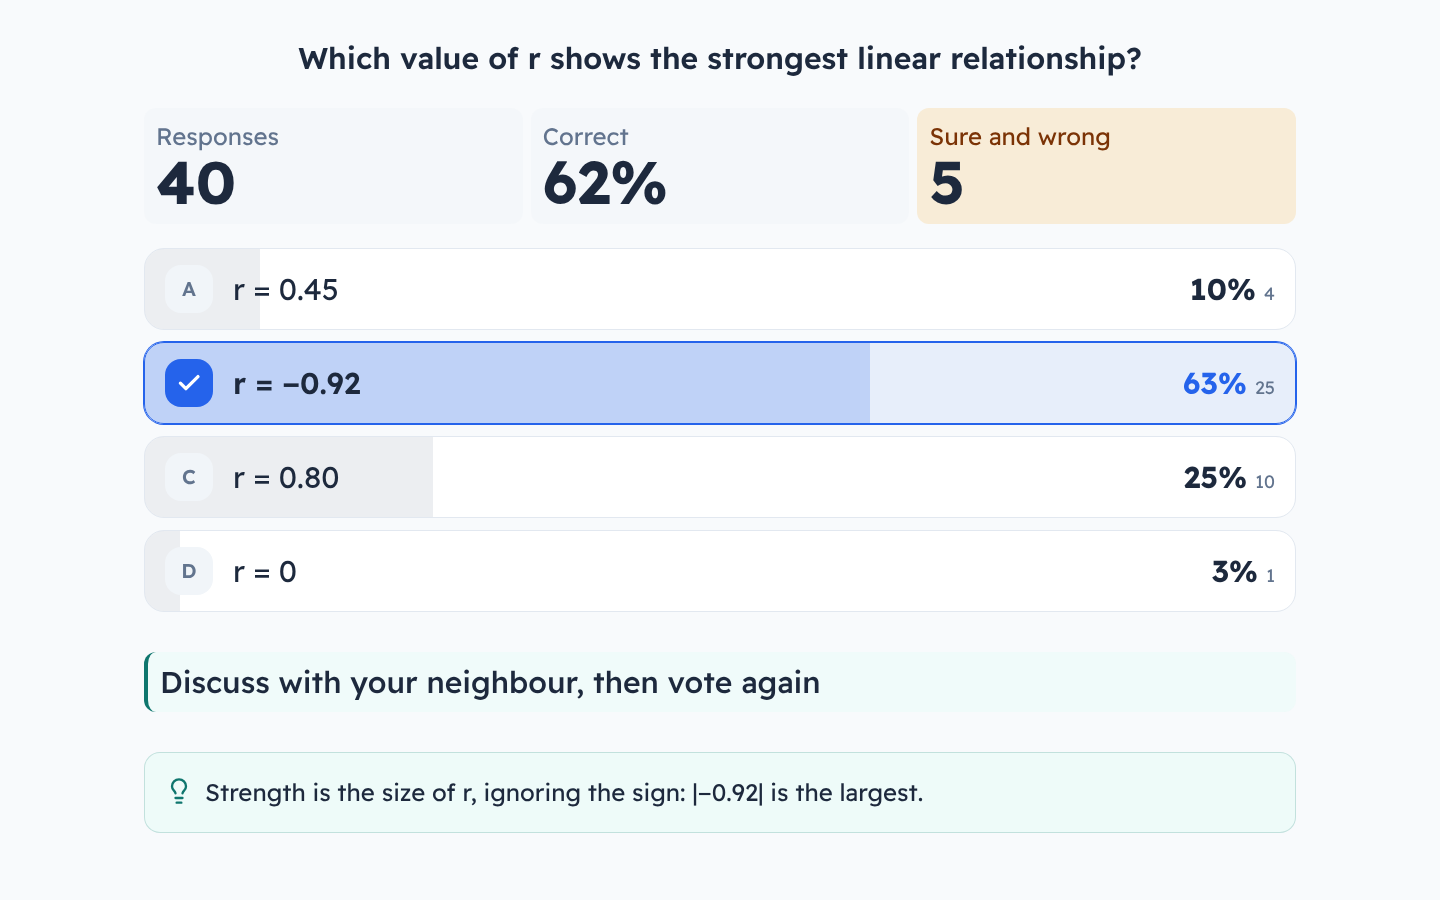 Which value of r shows the strongest linear relationship?
Responses
40
Correct
62%
Sure and wrong
5
A r = 0.45 10% 4
r = −0.92 63% 25
C r = 0.80 25% 10
D r = 0 3% 1
Discuss with your neighbour, then vote again
Strength is the size of r, ignoring the sign: |−0.92| is the largest.